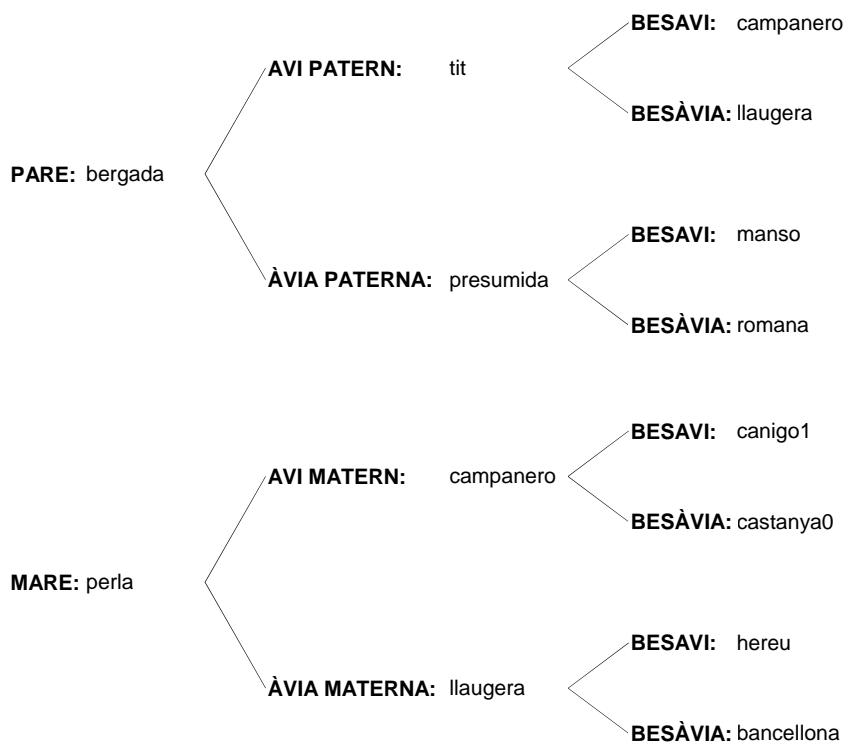 BESAVI: campanero
AVI PATERN: tit
BESÀVIA: llaugera
PARE: bergada
BESAVI: manso
ÀVIA PATERNA: presumida
BESÀVIA: romana
BESAVI: canigo1
AVI MATERN: campanero
BESÀVIA: castanya0
MARE: perla
BESAVI: hereu
ÀVIA MATERNA: llaugera
BESÀVIA: bancellona